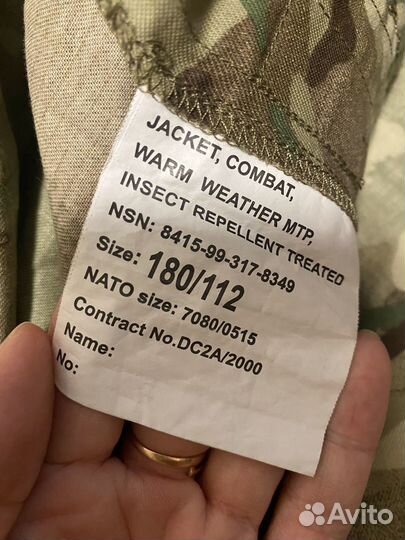 JACKET, COMBAT,
WARM WEATHER MTP,
INSECT REPELLENT TREATED
NSN: 8415-99-317-8349
Size: 180/112
NATO size: 7080/0515
Contract No.DC2A/2000
Name:
No:
Avito